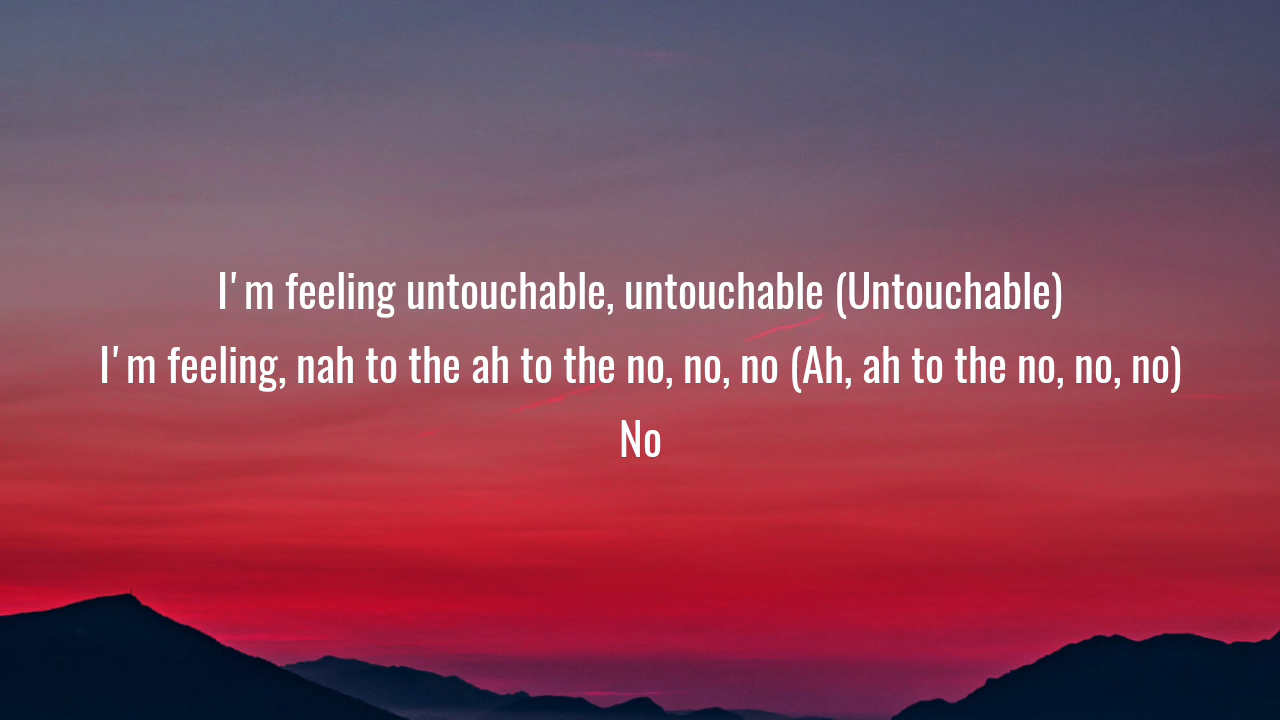 I'm feeling untouchable, untouchable (Untouchable)
I'm feeling, nah to the ah to the no, no, no (Ah, ah to the no, no, no)
No